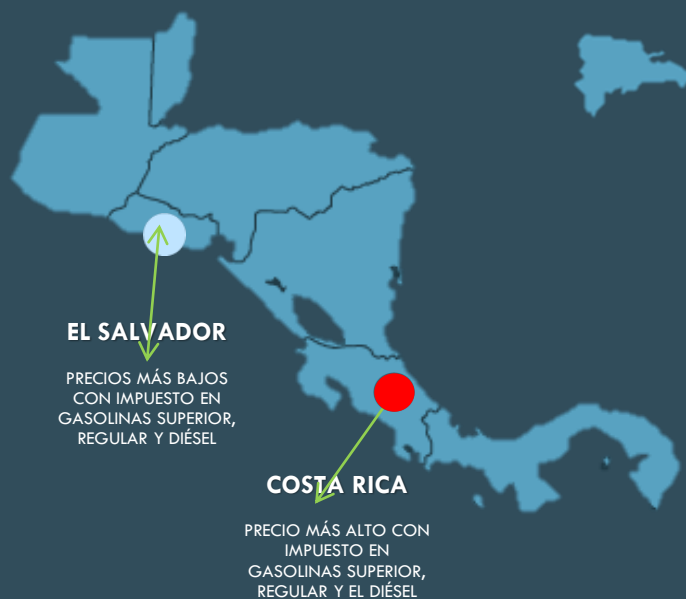 EL SALVADOR
PRECIOS MÁS BAJOS
CON IMPUESTO EN
GASOLINAS SUPERIOR,
REGULAR Y DIÉSEL
COSTA RICA
PRECIO MÁS ALTO CON
IMPUESTO EN
GASOLINAS SUPERIOR,
REGULAR Y EL DIÉSEL